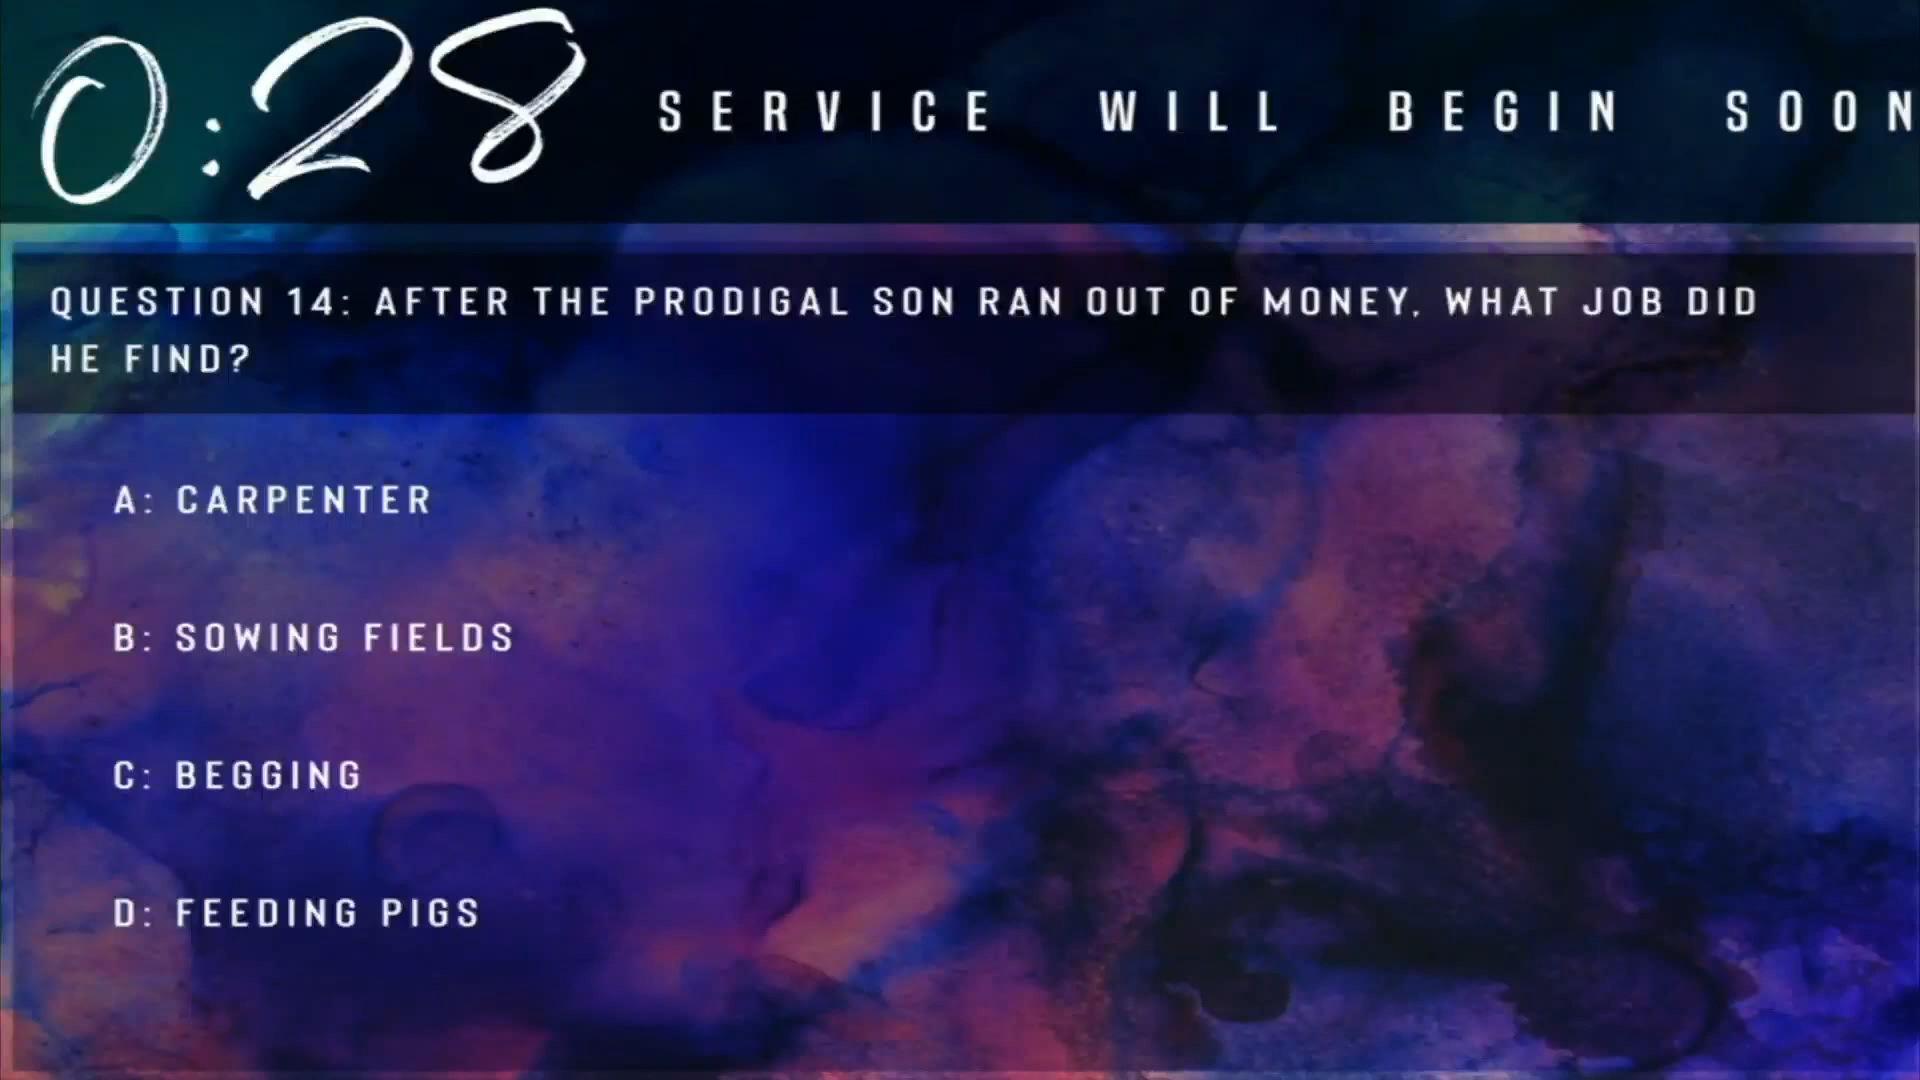 0:28
SERVICE WILL BEGIN SOON
QUESTION 14: AFTER THE PRODIGAL SON RAN OUT OF MONEY, WHAT JOB DID
HE FIND?
A: CARPENTER
B: SOWING FIELDS
C: BEGGING
D: FEEDING PIGS